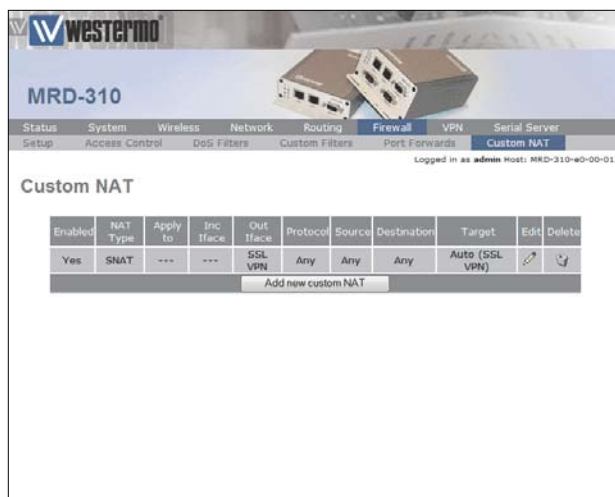 westermo
MRD-310
Status System Wireless Network Routing Firewall VPN Serial Server
Setup Access Control DoS Filters Custom Filters Port Forwards Custom NAT
Logged in as admin Host: MRD-310-e0-00-01
Custom NAT
Enabled NAT Type Apply to Inc Iface Out Iface Protocol Source Destination Target Edit Delete
Yes SNAT --- --- SSL VPN Any Any Any Auto (SSL VPN)
Add new custom NAT